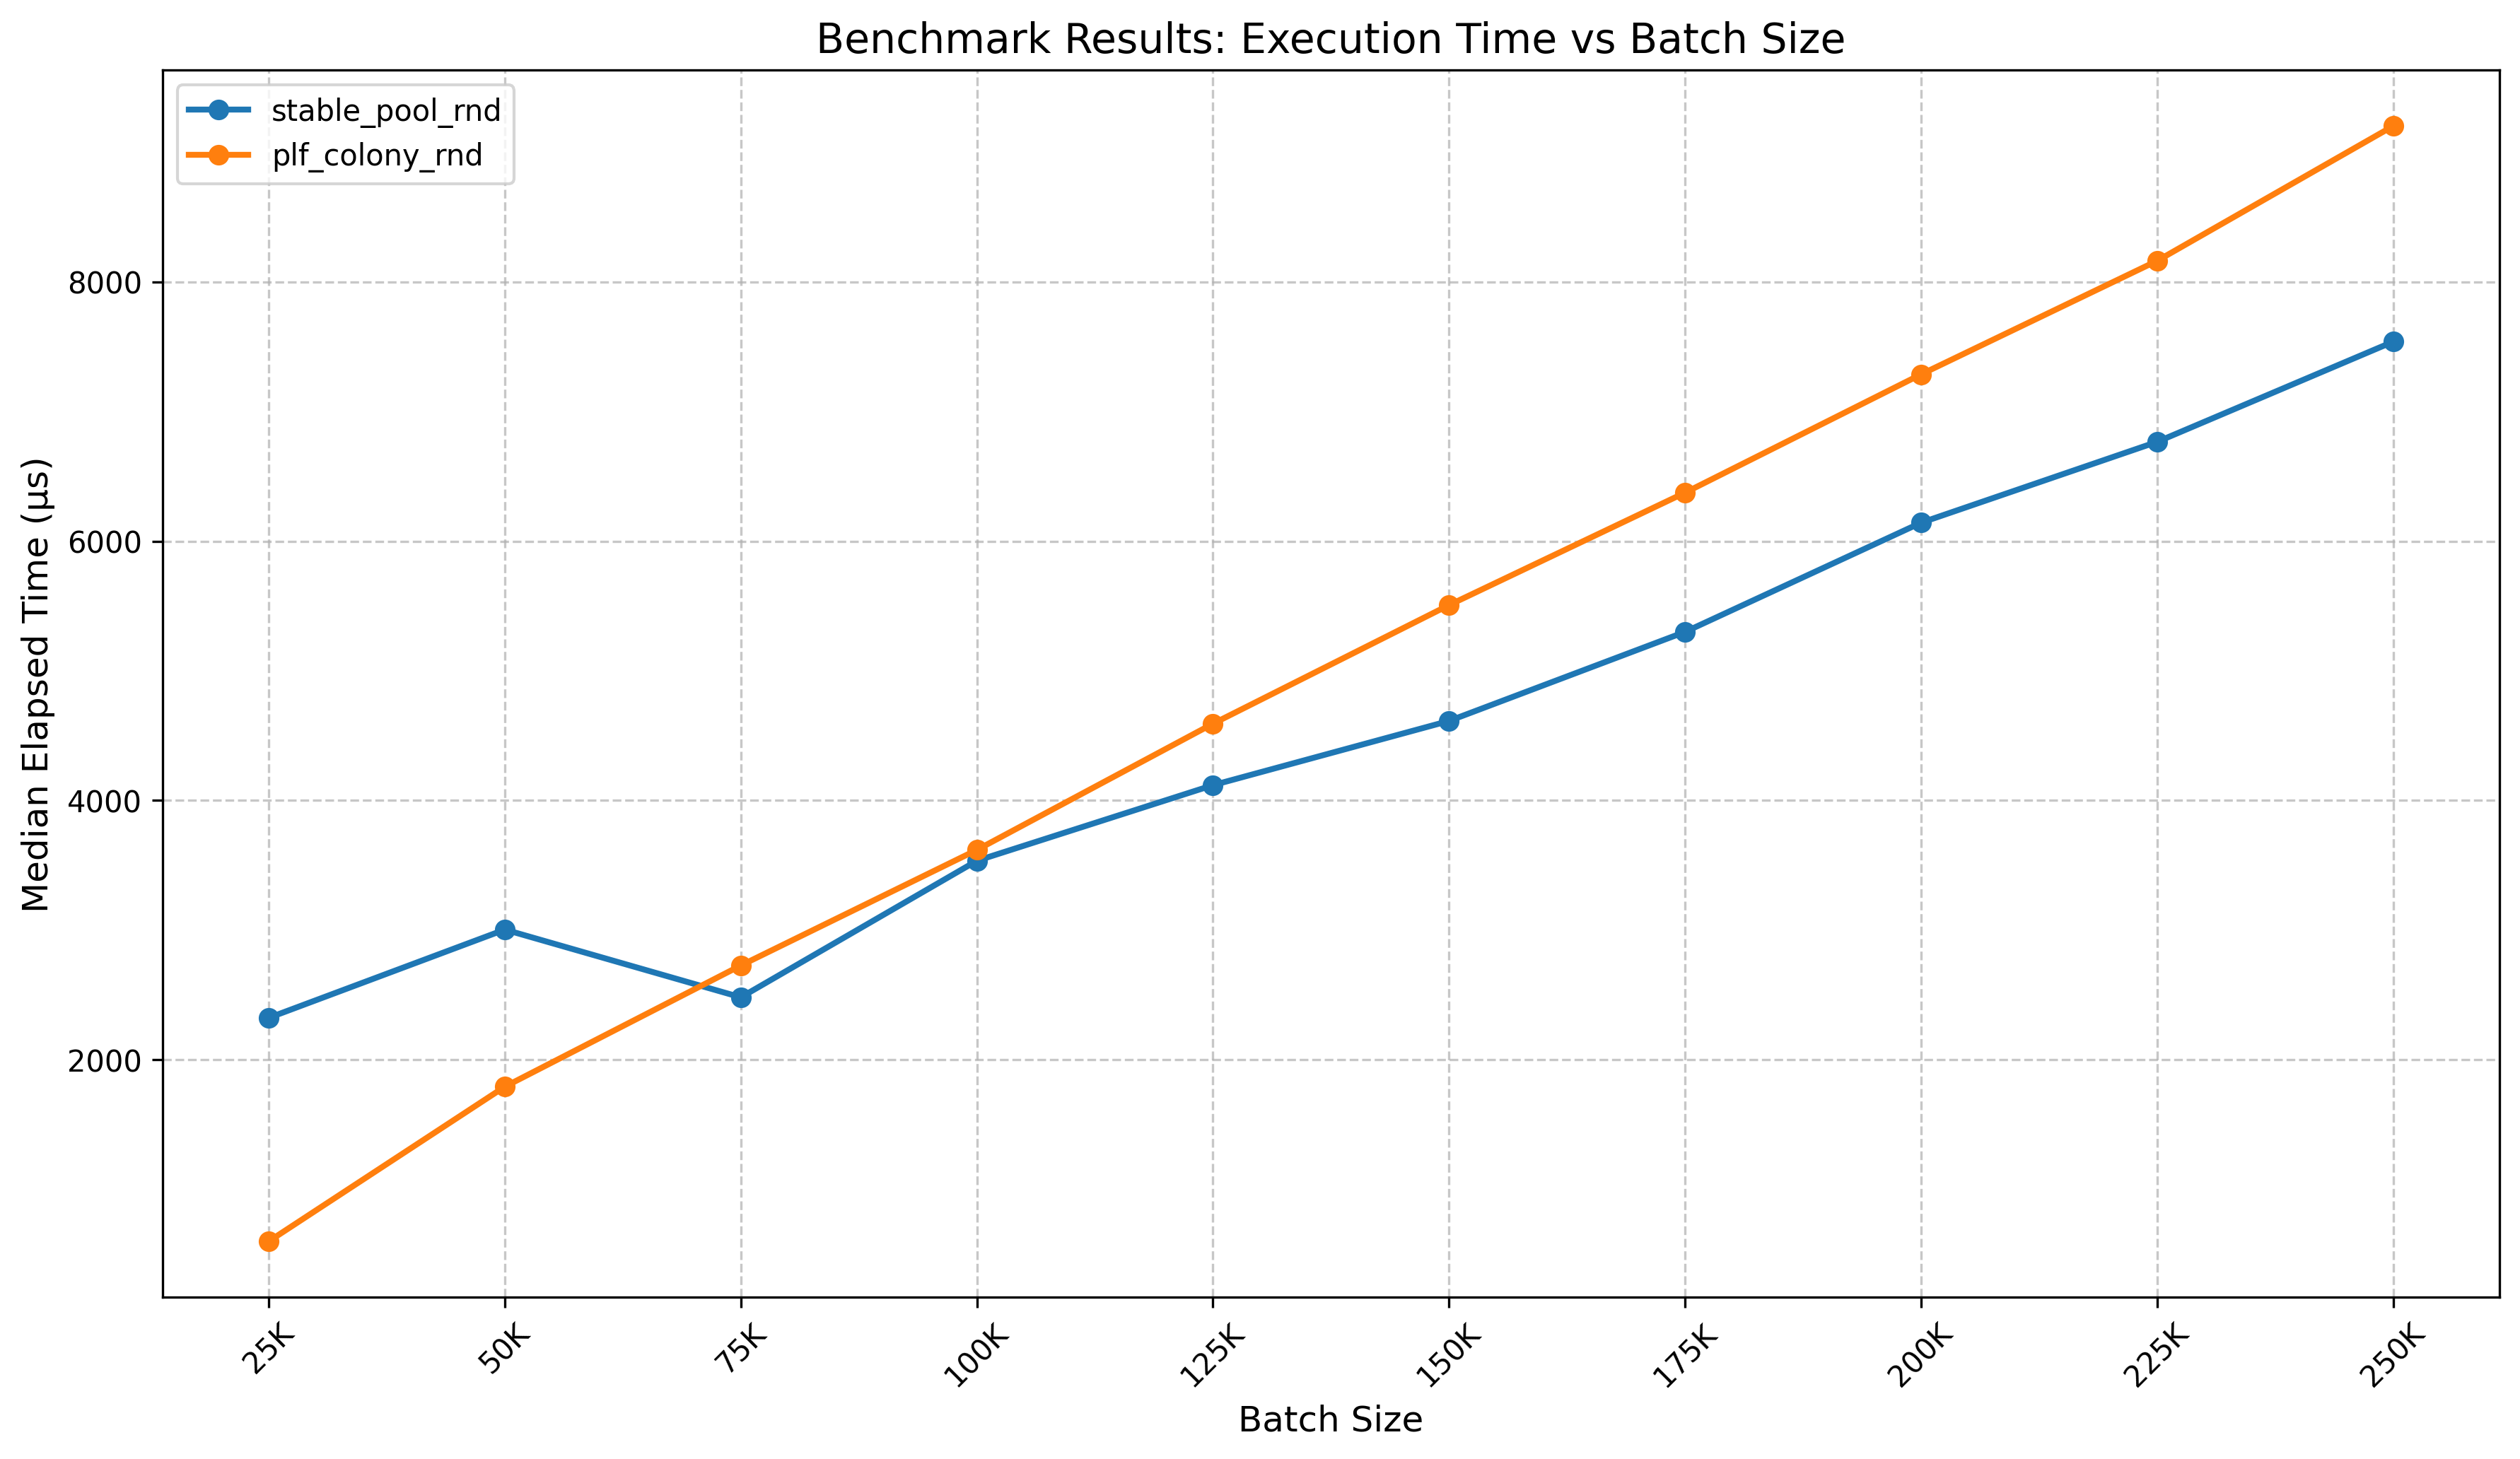 Benchmark Results: Execution Time vs Batch Size
stable_pool_rnd
plf_colony_rnd
Median Elapsed Time (μs)
8000
6000
4000
2000
25K
50K
75K
100K
125K
150K
175K
200K
225K
250K
Batch Size